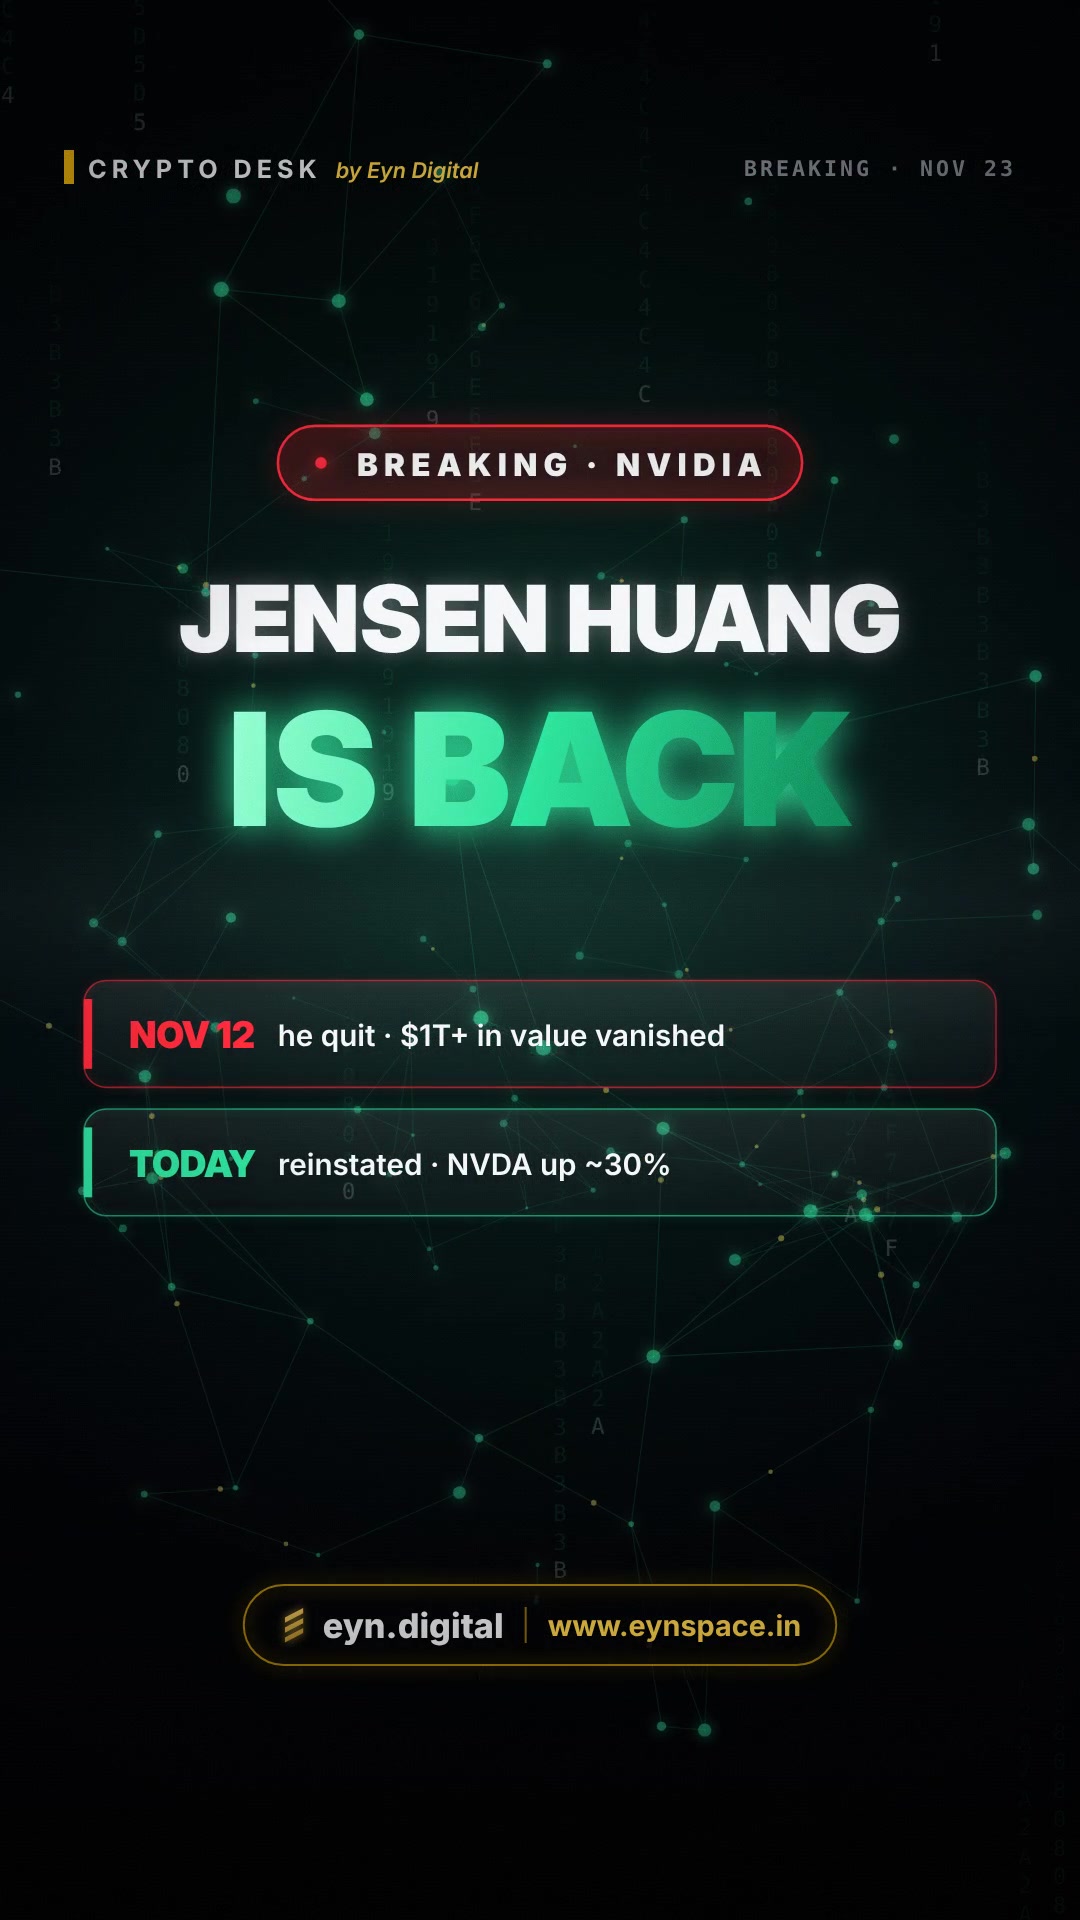 CRYPTO DESK by Eyn Digital
BREAKING · NOV 23
BREAKING · NVIDIA
JENSEN HUANG
IS BACK
NOV 12 he quit · $1T+ in value vanished
TODAY reinstated · NVDA up ~30%
eyn.digital | www.eynspace.in